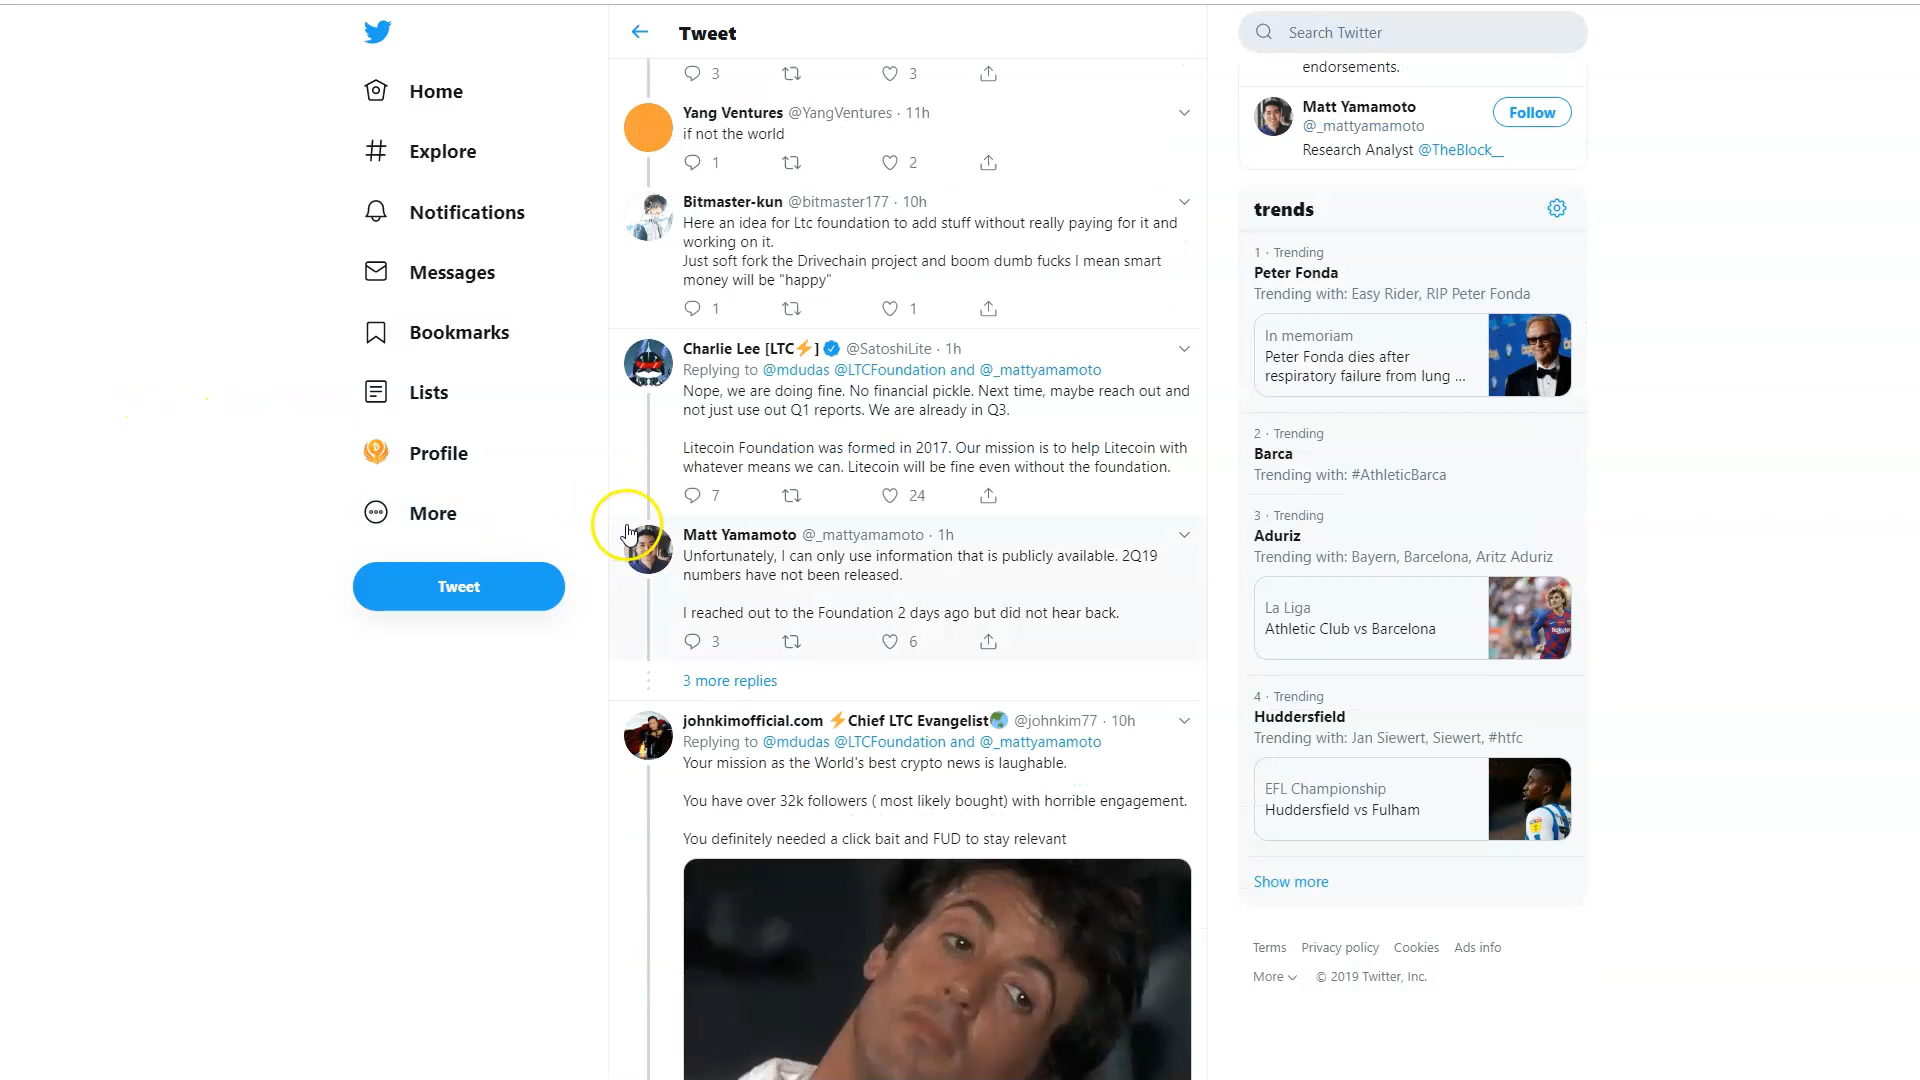 Tweet
Search Twitter
Home
Explore
Notifications
Messages
Bookmarks
Lists
Profile
More
Tweet
3 3
Yang Ventures @YangVentures · 11h
if not the world
1 2
Bitmaster-kun @bitmaster177 · 10h
Here an idea for Ltc foundation to add stuff without really paying for it and
working on it.
Just soft fork the Drivechain project and boom dumb fucks I mean smart
money will be "happy"
1 1
Charlie Lee [LTC⚡] @SatoshiLite · 1h
Replying to @mdudas @LTCFoundation and @_mattyamamoto
Nope, we are doing fine. No financial pickle. Next time, maybe reach out and
not just use out Q1 reports. We are already in Q3.
Litecoin Foundation was formed in 2017. Our mission is to help Litecoin with
whatever means we can. Litecoin will be fine even without the foundation.
7 24
Matt Yamamoto @_mattyamamoto · 1h
Unfortunately, I can only use information that is publicly available. 2Q19
numbers have not been released.
I reached out to the Foundation 2 days ago but did not hear back.
3 6
3 more replies
johnkimofficial.com ⚡Chief LTC Evangelist🌏 @johnkim77 · 10h
Replying to @mdudas @LTCFoundation and @_mattyamamoto
Your mission as the World's best crypto news is laughable.
You have over 32k followers ( most likely bought) with horrible engagement.
You definitely needed a click bait and FUD to stay relevant
endorsements.
Matt Yamamoto
@_mattyamamoto
Follow
Research Analyst @TheBlock__
trends
1 · Trending
Peter Fonda
Trending with: Easy Rider, RIP Peter Fonda
In memoriam
Peter Fonda dies after
respiratory failure from lung ...
2 · Trending
Barca
Trending with: #AthleticBarca
3 · Trending
Aduriz
Trending with: Bayern, Barcelona, Aritz Aduriz
La Liga
Athletic Club vs Barcelona
4 · Trending
Huddersfield
Trending with: Jan Siewert, Siewert, #htfc
EFL Championship
Huddersfield vs Fulham
Show more
Terms Privacy policy Cookies Ads info
More © 2019 Twitter, Inc.